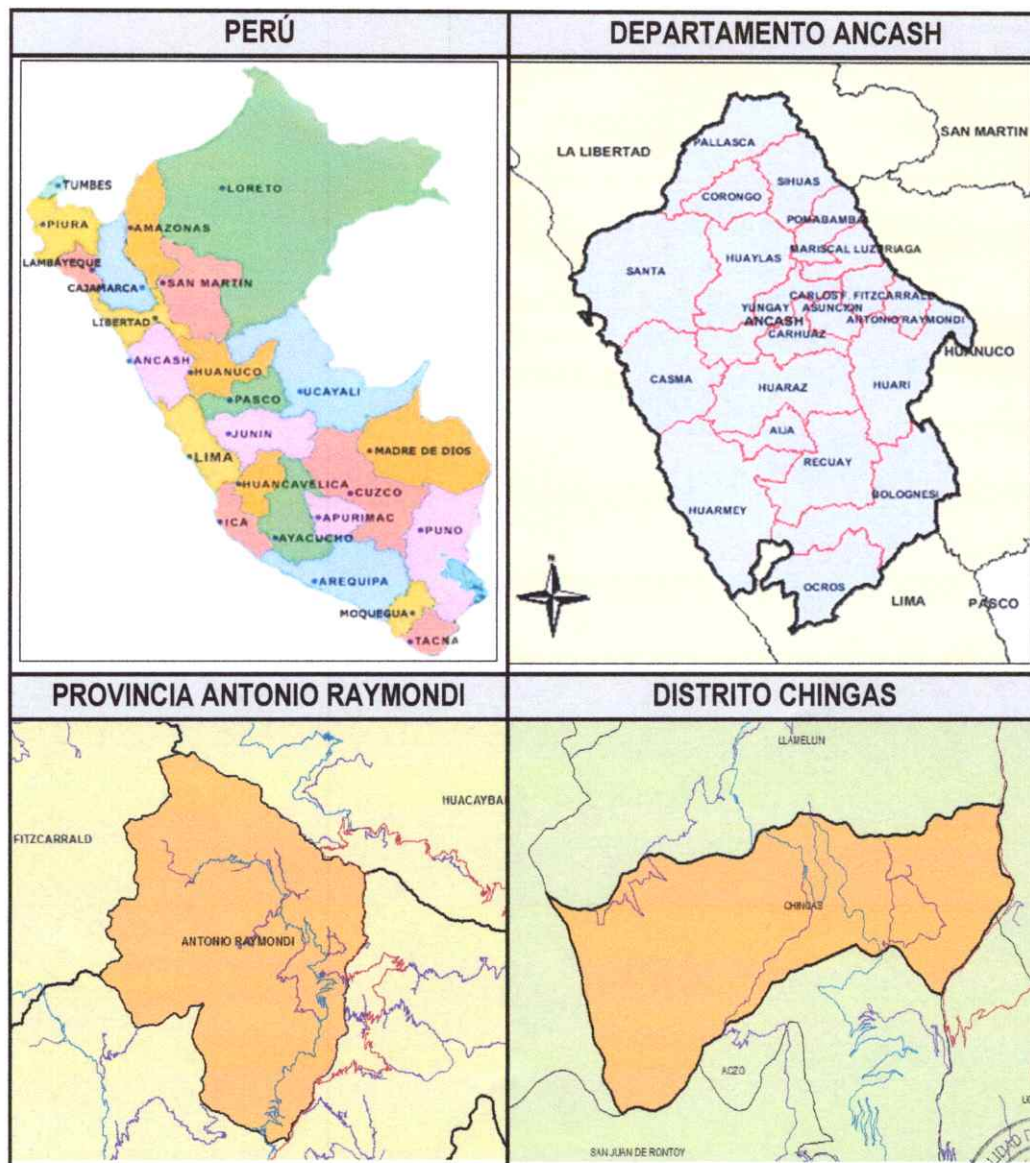 PERÚ
TUMBES
LORETO
PIURA
AMAZONAS
LAMBAYEQUE
SAN MARTIN
CAJAMARCA
LIBERTAD
ANCASH
HUANUCO
UCAYALI
PASCO
JUNIN
LIMA
MADRE DE DIOS
HUANCAVELICA
CUZCO
ICA
APURIMAC
PUNO
AYACUCHO
AREQUIPA
MOQUEGUA
TACNA
DEPARTAMENTO ANCASH
SAN MARTIN
LA LIBERTAD
PALLASCA
SIHUAS
CORONGO
POMABAMBA
MARISCAL LUZURIAGA
HUAYLAS
SANTA
CARLOS F. FITZCARRALD
YUNGAY
ASUNCION
ANCASH
ANTONIO RAYMONDI
CARHUAZ
HUANUCO
CASMA
HUARAZ
HUARI
AIJA
RECUAY
BOLOGNESI
HUARMEY
N
OCROS
LIMA
PASCO
PROVINCIA ANTONIO RAYMONDI
HUACAYBA
FITZCARRALD
ANTONIO RAYMONDI
DISTRITO CHINGAS
LLAMELUN
CHINGAS
ACZO
SAN JUAN DE RONTOY